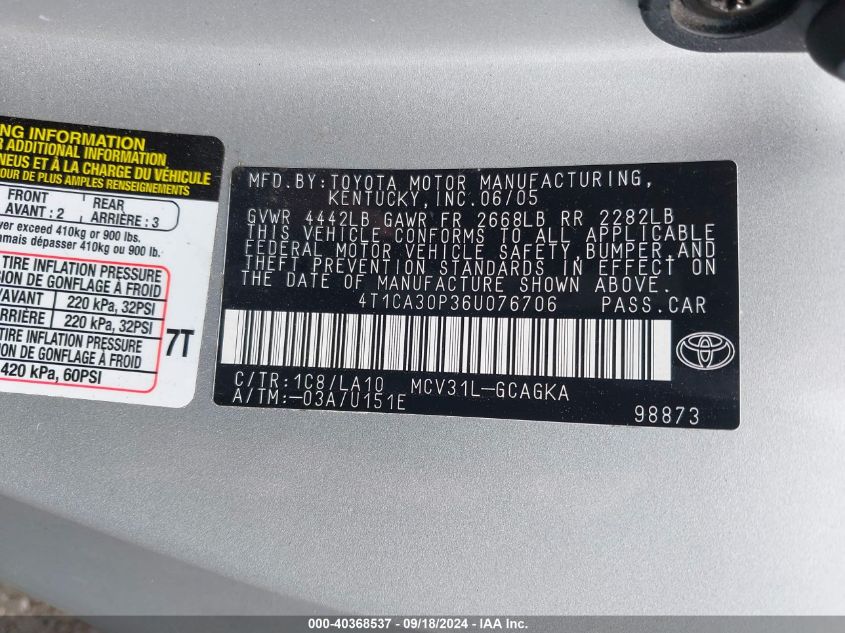 NG INFORMATION
ADDITIONAL INFORMATION
NEUS ET À LA CHARGE DU VÉHICULE
POUR DE PLUS AMPLES RENSEIGNEMENTS
FRONT
AVANT : 2
REAR
ARRIÈRE : 3
ver exceed 410kg or 900 lbs.
amais dépasser 410kg ou 900 lb.
TIRE INFLATION PRESSURE
SION DE GONFLAGE À FROID
AVANT 220 kPa, 32PSI
ARRIÈRE 220 kPa, 32PSI
TIRE INFLATION PRESSURE
DE GONFLAGE À FROID
420 kPa, 60PSI
7T
MFD.BY:TOYOTA MOTOR MANUFACTURING,
KENTUCKY, INC.06/05
GVWR 4442LB GAWR FR 2668LB RR 2282LB
THIS VEHICLE CONFORMS TO ALL APPLICABLE
FEDERAL MOTOR VEHICLE SAFETY,BUMPER,AND
THEFT PREVENTION STANDARDS IN EFFECT ON
THE DATE OF MANUFACTURE SHOWN ABOVE.
4T1CA30P36U076706 PASS.CAR
C/TR:1C8/LA10 MCV31L-GCAGKA
A/TM:-03A/U151E
98873
000-40368537 - 09/18/2024 - IAA Inc.